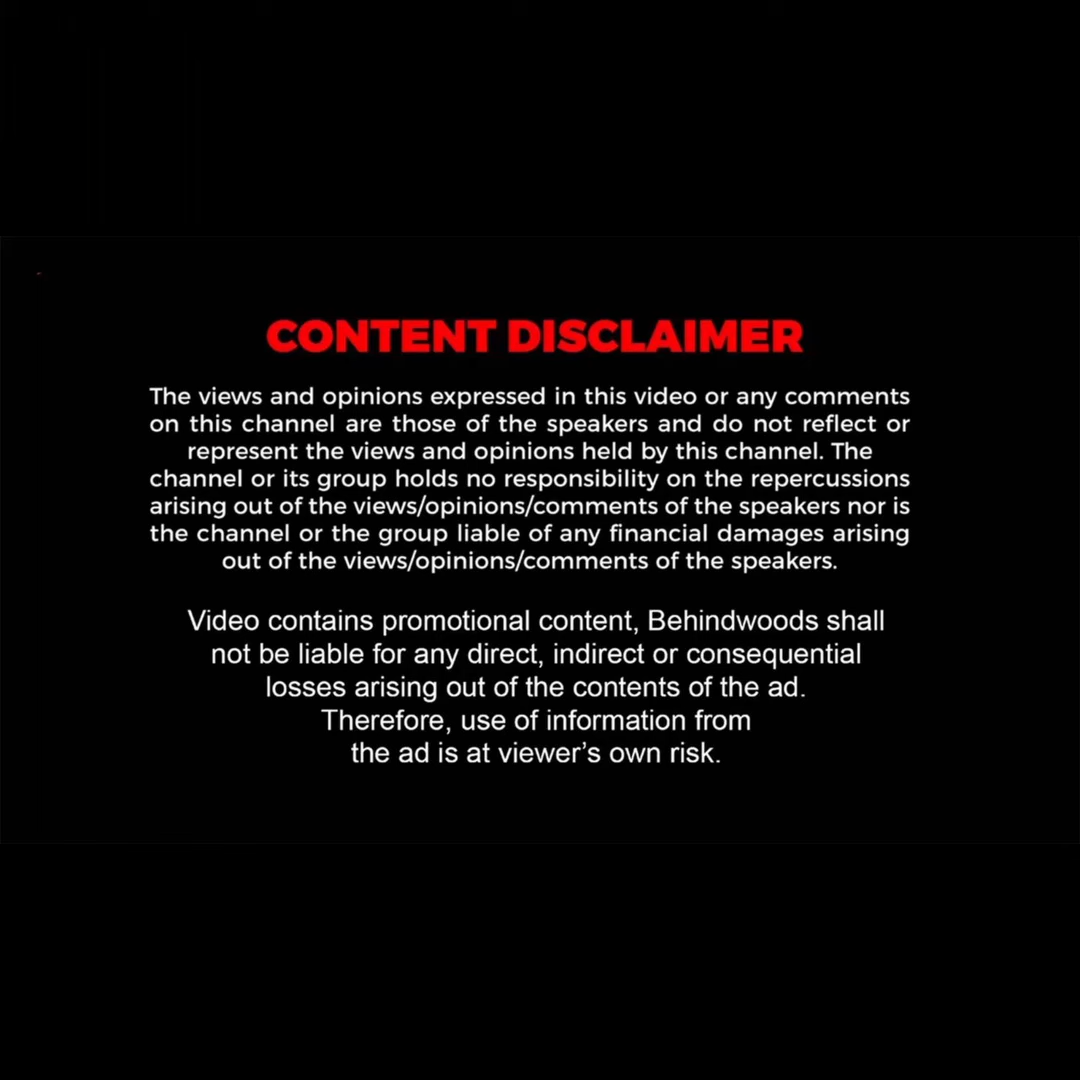 CONTENT DISCLAIMER
The views and opinions expressed in this video or any comments
on this channel are those of the speakers and do not reflect or
represent the views and opinions held by this channel. The
channel or its group holds no responsibility on the repercussions
arising out of the views/opinions/comments of the speakers nor is
the channel or the group liable of any financial damages arising
out of the views/opinions/comments of the speakers.
Video contains promotional content, Behindwoods shall
not be liable for any direct, indirect or consequential
losses arising out of the contents of the ad.
Therefore, use of information from
the ad is at viewer’s own risk.